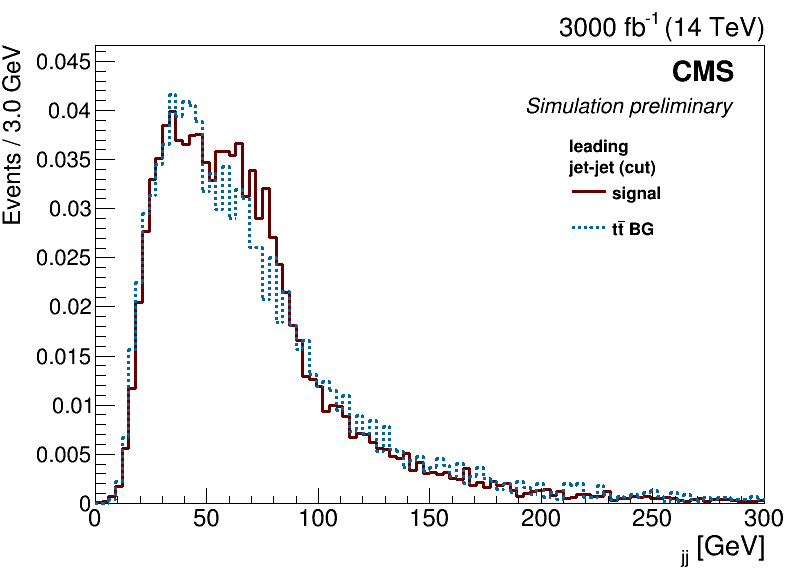 3000 fb-1 (14 TeV)
CMS
Simulation preliminary
leading
jet-jet (cut)
signal
tt̄ BG
Events / 3.0 GeV
0.045
0.04
0.035
0.03
0.025
0.02
0.015
0.01
0.005
0
0 50 100 150 200 250 300
jj [GeV]